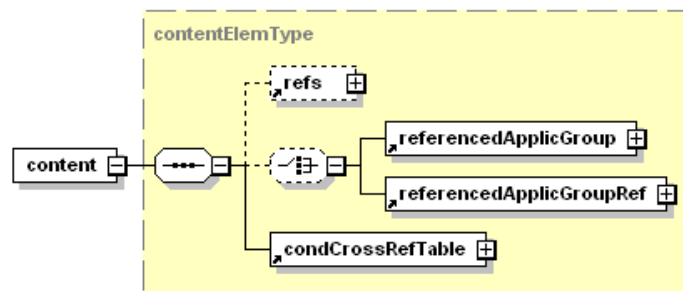 contentElemType
refs
content
referencedApplicGroup
referencedApplicGroupRef
condCrossRefTable